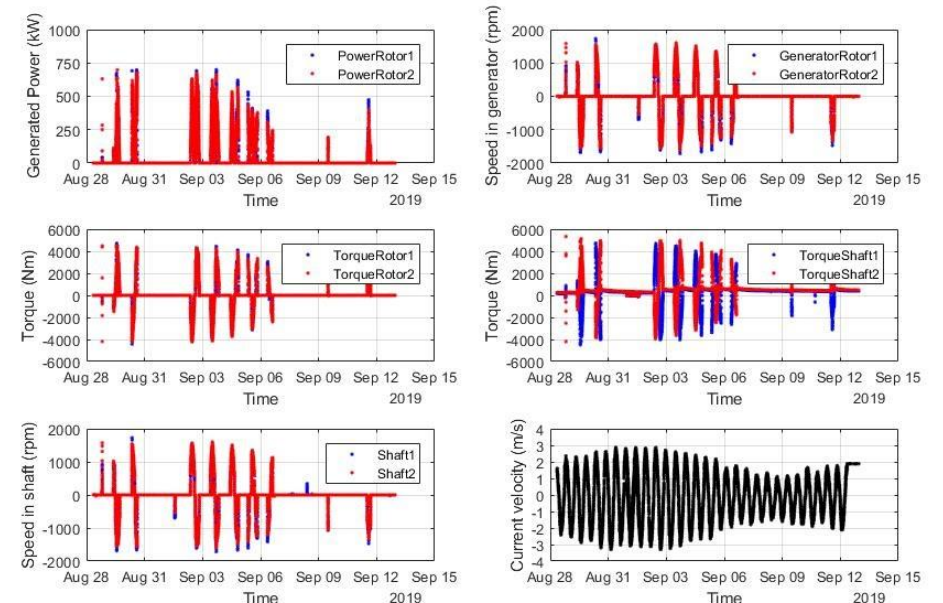 Generated Power (kW)
1000
750
500
250
0
PowerRotor1
PowerRotor2
Aug 28 Aug 31 Sep 03 Sep 06 Sep 09 Sep 12 Sep 15
Time 2019
Speed in generator (rpm)
2000
1000
0
-1000
-2000
GeneratorRotor1
GeneratorRotor2
Aug 28 Aug 31 Sep 03 Sep 06 Sep 09 Sep 12 Sep 15
Time 2019
Torque (Nm)
6000
4000
2000
0
-2000
-4000
-6000
TorqueRotor1
TorqueRotor2
Aug 28 Aug 31 Sep 03 Sep 06 Sep 09 Sep 12 Sep 15
Time 2019
Torque (Nm)
6000
4000
2000
0
-2000
-4000
-6000
TorqueShaft1
TorqueShaft2
Aug 28 Aug 31 Sep 03 Sep 06 Sep 09 Sep 12 Sep 15
Time 2019
Speed in shaft (rpm)
2000
1000
0
-1000
-2000
Shaft1
Shaft2
Aug 28 Aug 31 Sep 03 Sep 06 Sep 09 Sep 12 Sep 15
Time 2019
Current velocity (m/s)
4
3
2
1
0
-1
-2
-3
-4
Aug 28 Aug 31 Sep 03 Sep 06 Sep 09 Sep 12 Sep 15
Time 2019